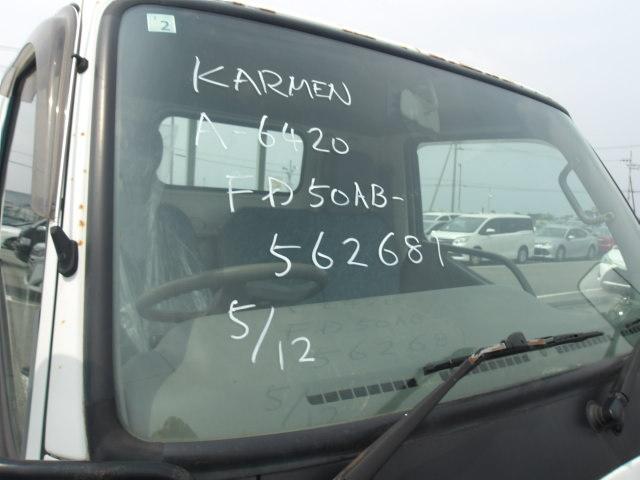 2
KARMEN
A-6420
FD50AB-
562681
5/12